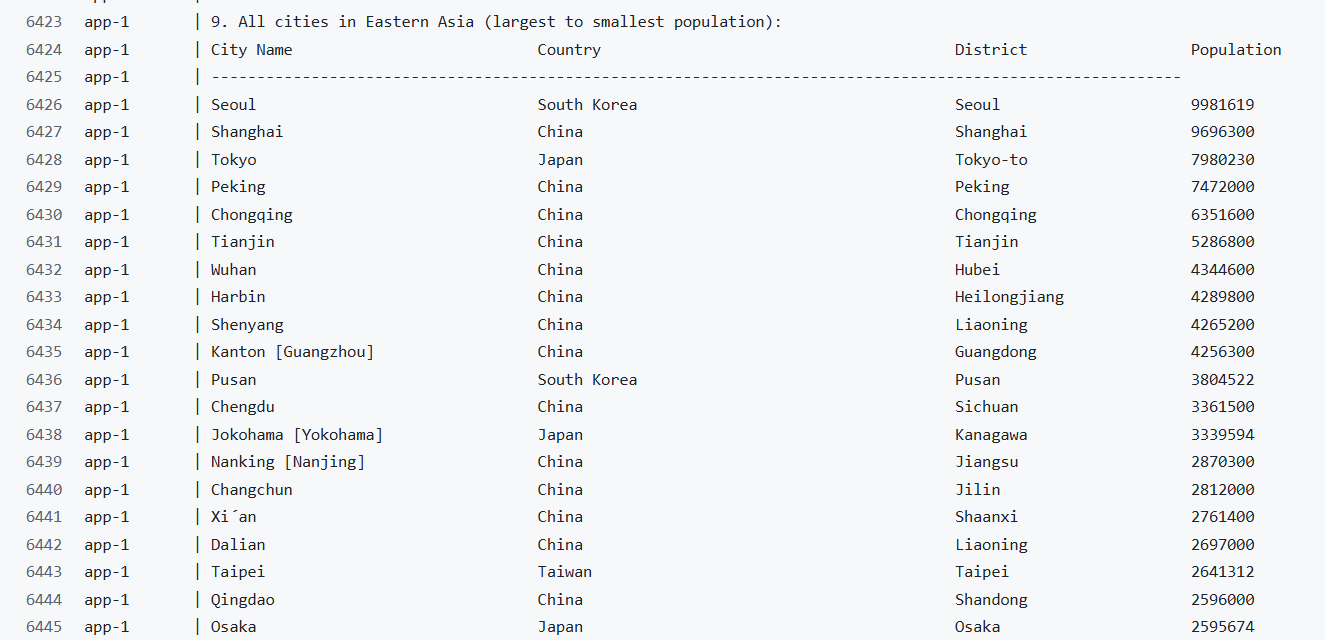 6423 app-1 | 9. All cities in Eastern Asia (largest to smallest population):
6424 app-1 | City Name Country District Population
6425 app-1 | -----------------------------------------------------------------------------------------------------------
6426 app-1 | Seoul South Korea Seoul 9981619
6427 app-1 | Shanghai China Shanghai 9696300
6428 app-1 | Tokyo Japan Tokyo-to 7980230
6429 app-1 | Peking China Peking 7472000
6430 app-1 | Chongqing China Chongqing 6351600
6431 app-1 | Tianjin China Tianjin 5286800
6432 app-1 | Wuhan China Hubei 4344600
6433 app-1 | Harbin China Heilongjiang 4289800
6434 app-1 | Shenyang China Liaoning 4265200
6435 app-1 | Kanton [Guangzhou] China Guangdong 4256300
6436 app-1 | Pusan South Korea Pusan 3804522
6437 app-1 | Chengdu China Sichuan 3361500
6438 app-1 | Jokohama [Yokohama] Japan Kanagawa 3339594
6439 app-1 | Nanking [Nanjing] China Jiangsu 2870300
6440 app-1 | Changchun China Jilin 2812000
6441 app-1 | Xi´an China Shaanxi 2761400
6442 app-1 | Dalian China Liaoning 2697000
6443 app-1 | Taipei Taiwan Taipei 2641312
6444 app-1 | Qingdao China Shandong 2596000
6445 app-1 | Osaka Japan Osaka 2595674